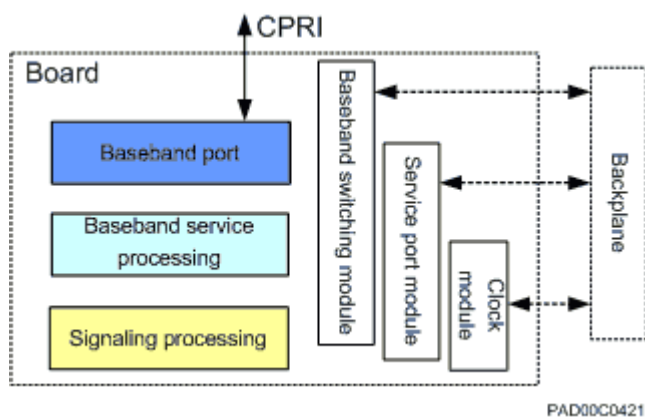 CPRI
Board
Baseband port
Baseband service
processing
Signaling processing
Baseband switching module
Service port module
Clock
module
Backplane
PAD00C0421